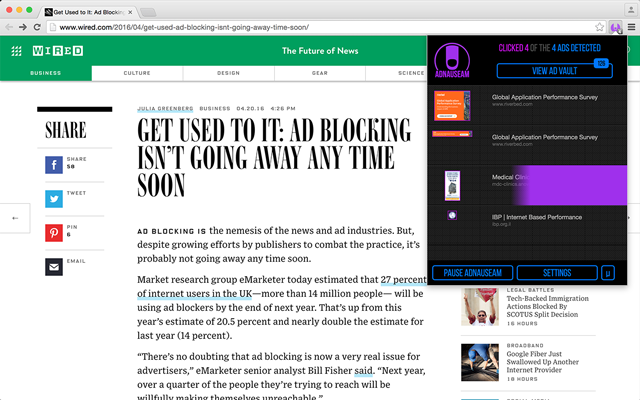 Get Used to It: Ad Blocking
www.wired.com/2016/04/get-used-ad-blocking-isnt-going-away-time-soon/
WIRED
The Future of News
BUSINESS
CULTURE
DESIGN
GEAR
SCIENCE
SHARE
SHARE
58
TWEET
PIN
6
EMAIL
JULIA GREENBERG BUSINESS 04.20.16 4:26 PM
GET USED TO IT: AD BLOCKING
ISN'T GOING AWAY ANY TIME
SOON
AD BLOCKING IS the nemesis of the news and ad industries. But,
despite growing efforts by publishers to combat the practice, it's
probably not going away any time soon.
Market research group eMarketer today estimated that 27 percent
of internet users in the UK—more than 14 million people— will be
using ad blockers by the end of next year. That's up from this
year's estimate of 20.5 percent and nearly double the estimate for
last year (14 percent).
"There's no doubting that ad blocking is now a very real issue for
advertisers," eMarketer senior analyst Bill Fisher said. "Next year,
over a quarter of the people they're trying to reach will be
willfully making themselves unreachable."
ADNAUSEAM
CLICKED 4 OF THE 4 ADS DETECTED
VIEW AD VAULT
Global Application Performance Survey
www.riverbed.com
Global Application Performance Survey
www.riverbed.com
Medical Clin
mdr-clinics.
IBP | Internet Based Performance
ibp.org.il
PAUSE ADNAUSEAM
SETTINGS
μ
LEGAL BATTLES
Tech-Backed Immigration
Actions Blocked By
SCOTUS Split Decision
16 HOURS
BROADBAND
Google Fiber Just
Swallowed Up Another
Internet Provider
18 HOURS